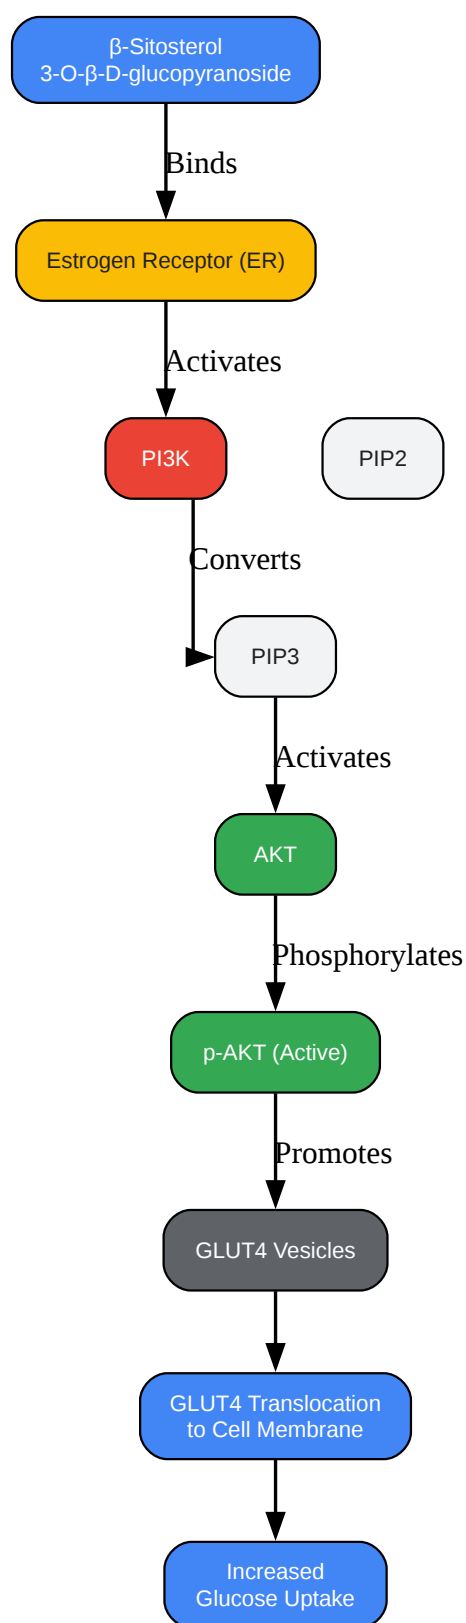 β-Sitosterol
3-O-β-D-glucopyranoside
Binds
Estrogen Receptor (ER)
Activates
PI3K
PIP2
Converts
PIP3
Activates
AKT
Phosphorylates
p-AKT (Active)
Promotes
GLUT4 Vesicles
GLUT4 Translocation
to Cell Membrane
Increased
Glucose Uptake